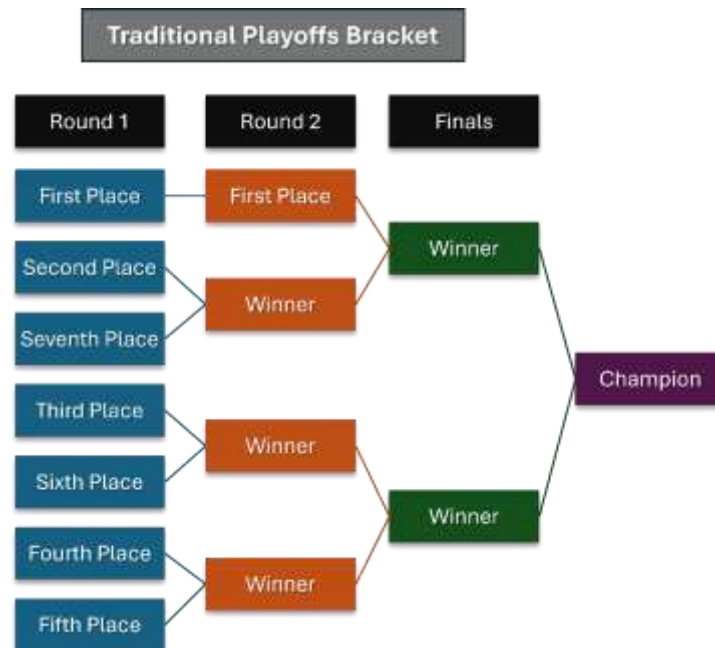 Traditional Playoffs Bracket
Round 1
Round 2
Finals
First Place
First Place
Winner
Second Place
Winner
Seventh Place
Champion
Third Place
Winner
Sixth Place
Winner
Fourth Place
Winner
Fifth Place